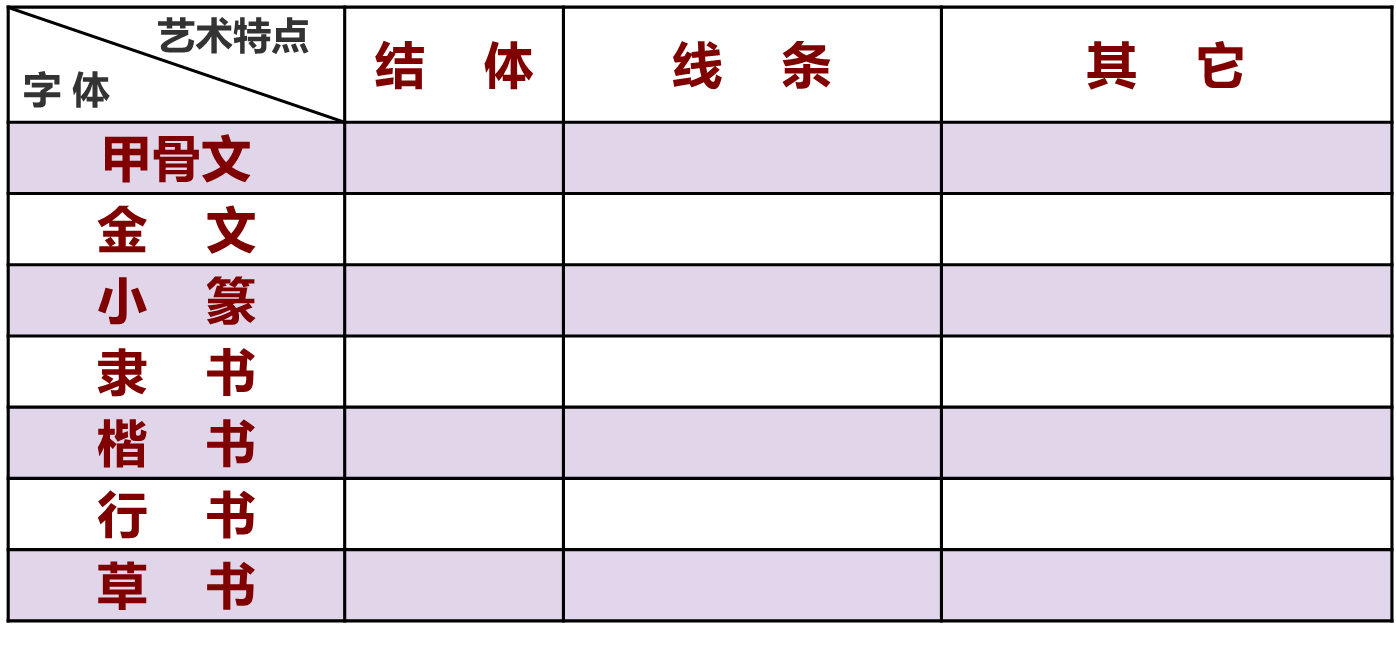 艺术特点
字 体
结 体 线 条 其 它
甲骨文
金 文
小 篆
隶 书
楷 书
行 书
草 书